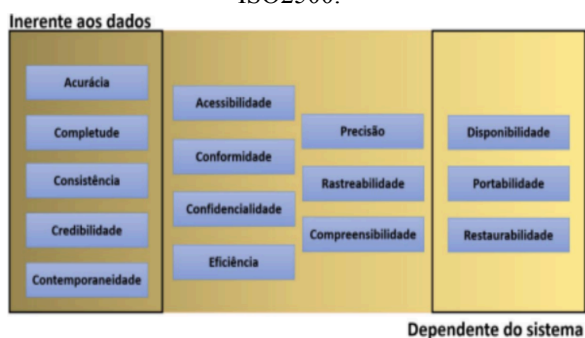 ISO2500.
Inerente aos dados
Acurácia
Completude
Consistência
Credibilidade
Contemporaneidade
Acessibilidade
Conformidade
Confidencialidade
Eficiência
Precisão
Rastreabilidade
Compreensibilidade
Disponibilidade
Portabilidade
Restaurabilidade
Dependente do sistema